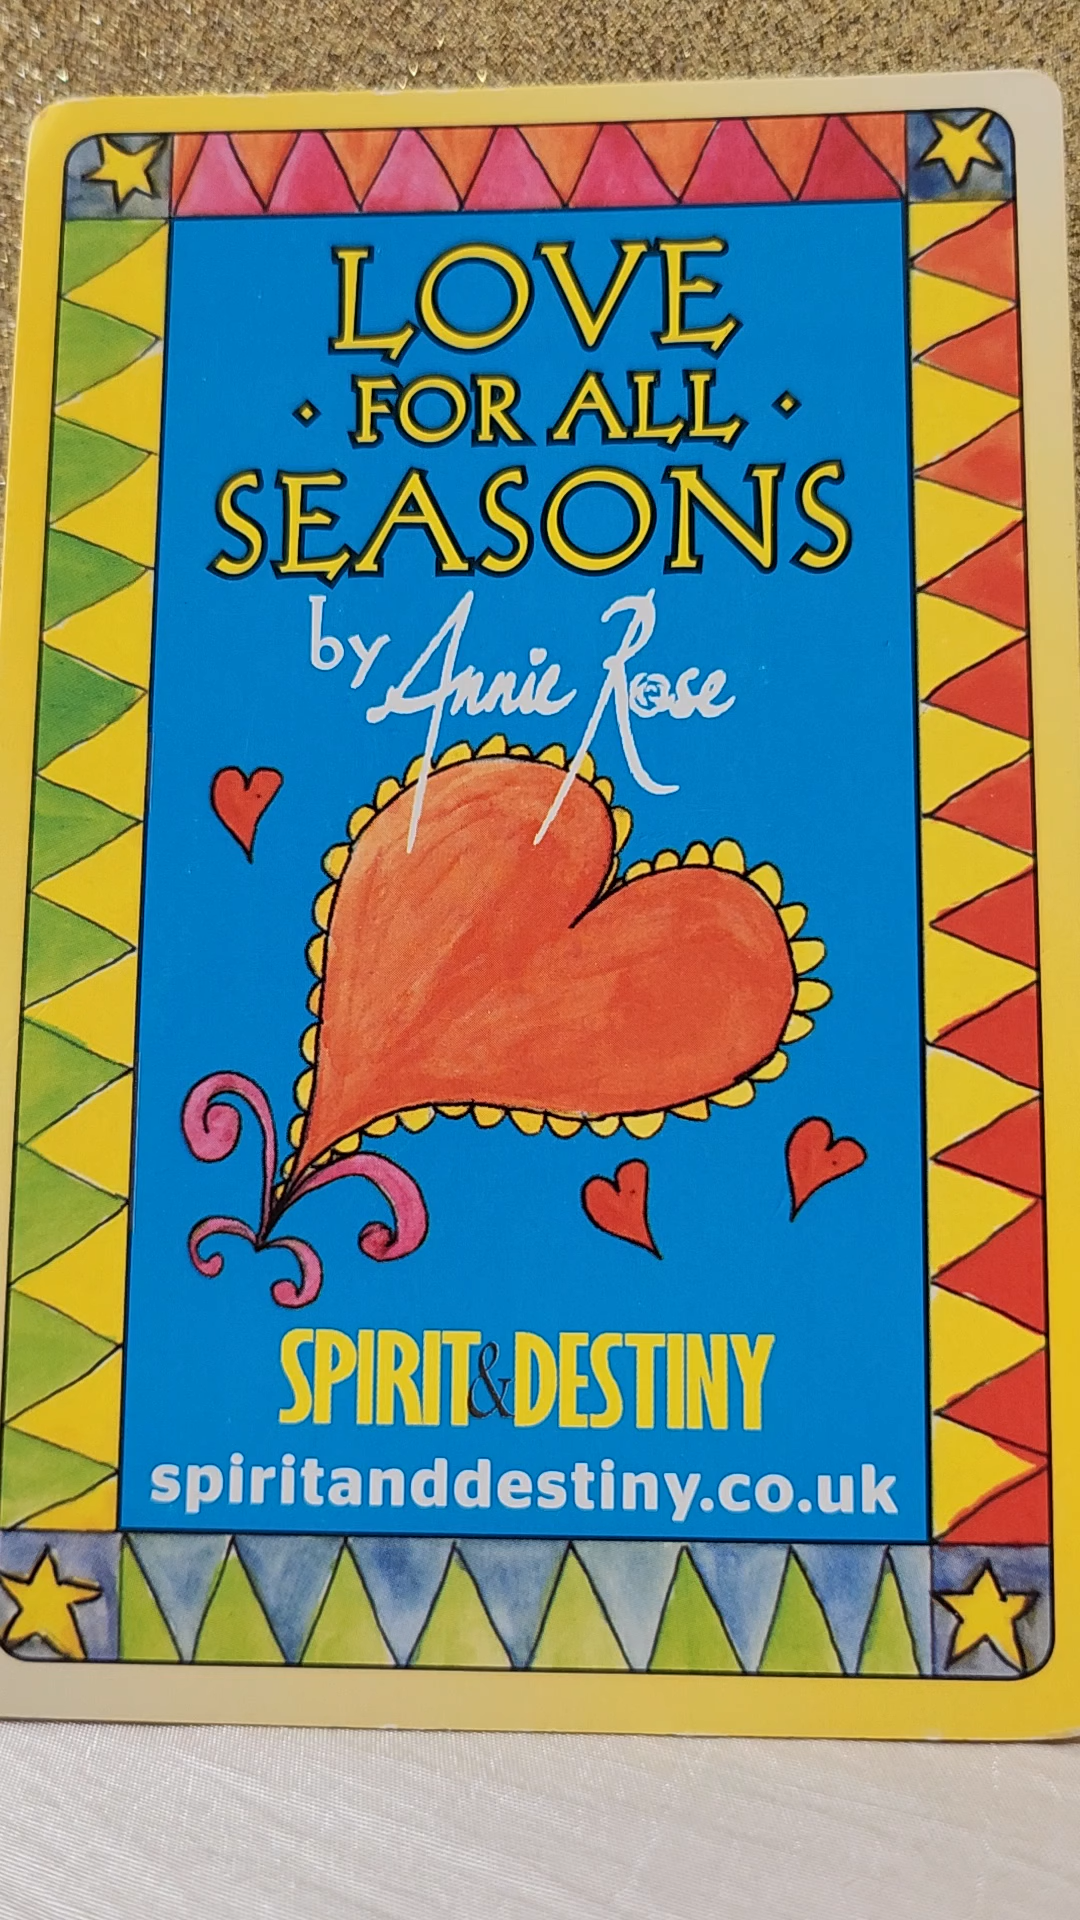 LOVE
· FOR ALL ·
SEASONS
by Annie Rose
SPIRIT & DESTINY
spiritanddestiny.co.uk